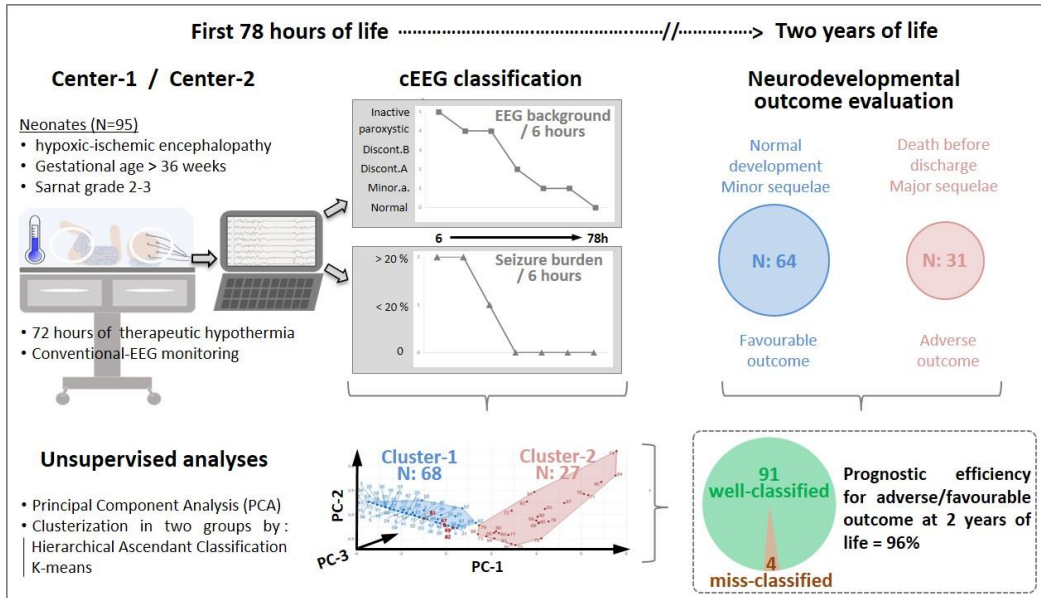 First 78 hours of life
Two years of life
Center-1 / Center-2
Neonates (N=95)
• hypoxic-ischemic encephalopathy
• Gestational age > 36 weeks
• Sarnat grade 2-3
• 72 hours of therapeutic hypothermia
• Conventional-EEG monitoring
cEEG classification
EEG background
/ 6 hours
Inactive
paroxystic
Discont.B
Discont.A
Minor.a.
Normal
6
78h
Seizure burden
/ 6 hours
> 20 %
< 20 %
0
Neurodevelopmental
outcome evaluation
Normal
development
Minor sequelae
N: 64
Favourable
outcome
Death before
discharge
Major sequelae
N: 31
Adverse
outcome
Unsupervised analyses
• Principal Component Analysis (PCA)
• Clusterization in two groups by :
Hierarchical Ascendant Classification
K-means
Cluster-1
N: 68
Cluster-2
N: 27
PC-2
PC-3
PC-1
91
well-classified
4
miss-classified
Prognostic efficiency
for adverse/favourable
outcome at 2 years of
life = 96%